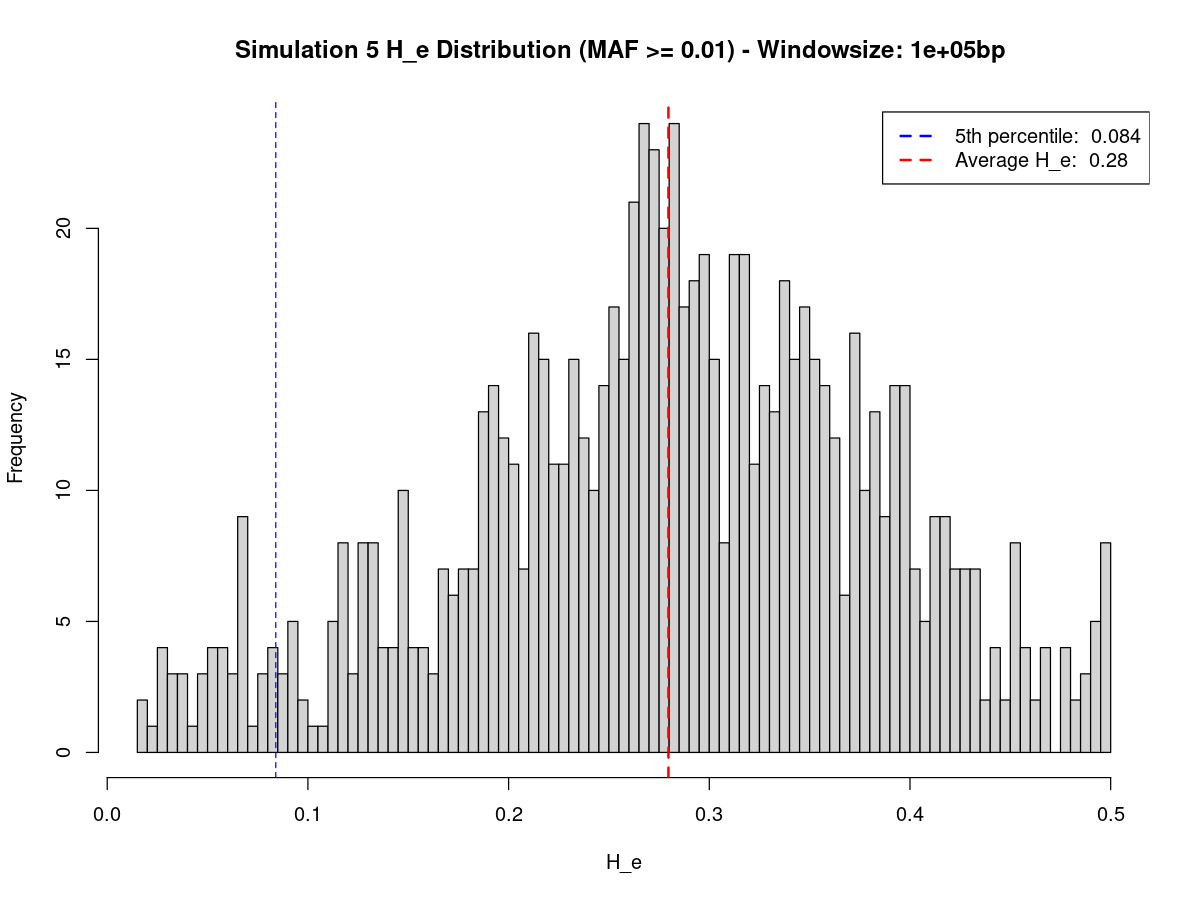 Simulation 5 H_e Distribution (MAF >= 0.01) - Windowsize: 1e+05bp
5th percentile:  0.084
Average H_e:  0.28
Frequency
20
15
10
5
0
0.0 0.1 0.2 0.3 0.4 0.5
H_e